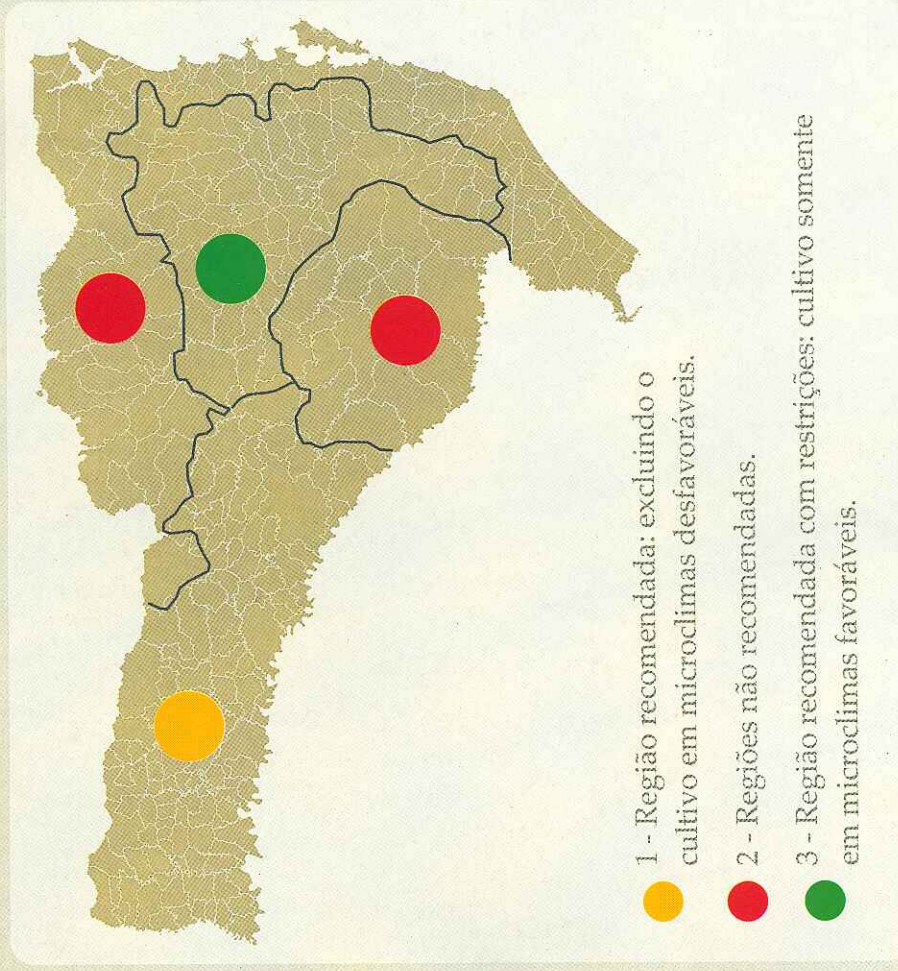 1 - Região recomendada: excluindo o
cultivo em microclimas desfavoráveis.
2 - Regiões não recomendadas.
3 - Região recomendada com restrições: cultivo somente
em microclimas favoráveis.